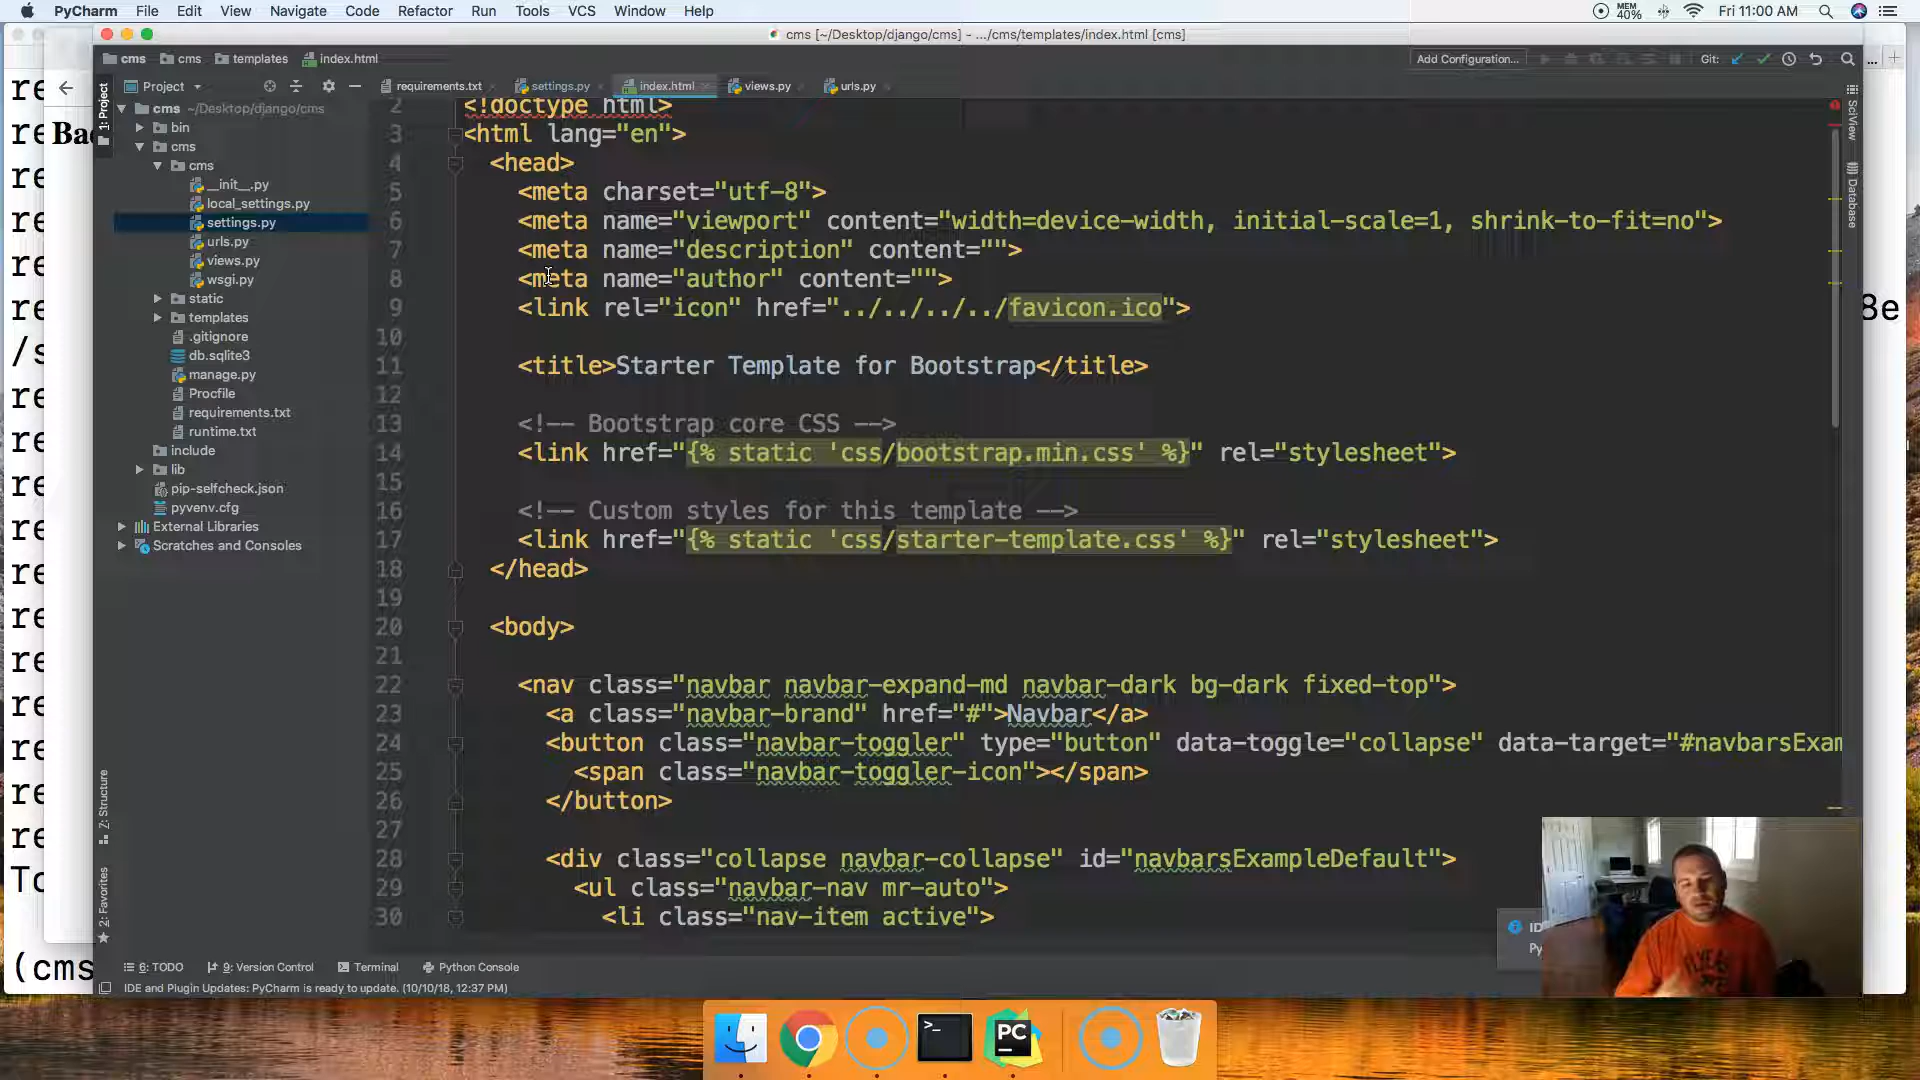 PyCharm File Edit View Navigate Code Refactor Run Tools VCS Window Help
MEM 40% Fri 11:00 AM
cms [~/Desktop/django/cms] - .../cms/templates/index.html [cms]
cms cms templates index.html
Add Configuration... Git:
1: Project
Project
requirements.txt settings.py index.html views.py urls.py
cms ~/Desktop/django/cms
bin
cms
cms
__init__.py
local_settings.py
settings.py
urls.py
views.py
wsgi.py
static
templates
.gitignore
db.sqlite3
manage.py
Procfile
requirements.txt
runtime.txt
include
lib
pip-selfcheck.json
pyvenv.cfg
External Libraries
Scratches and Consoles
2 <!doctype html>
3 <html lang="en">
4 <head>
5 <meta charset="utf-8">
6 <meta name="viewport" content="width=device-width, initial-scale=1, shrink-to-fit=no">
7 <meta name="description" content="">
8 <meta name="author" content="">
9 <link rel="icon" href="../../../../favicon.ico">
10
11 <title>Starter Template for Bootstrap</title>
12
13 <!-- Bootstrap core CSS -->
14 <link href="{% static 'css/bootstrap.min.css' %}" rel="stylesheet">
15
16 <!-- Custom styles for this template -->
17 <link href="{% static 'css/starter-template.css' %}" rel="stylesheet">
18 </head>
19
20 <body>
21
22 <nav class="navbar navbar-expand-md navbar-dark bg-dark fixed-top">
23 <a class="navbar-brand" href="#">Navbar</a>
24 <button class="navbar-toggler" type="button" data-toggle="collapse" data-target="#navbarsExam
25 <span class="navbar-toggler-icon"></span>
26 </button>
27
28 <div class="collapse navbar-collapse" id="navbarsExampleDefault">
29 <ul class="navbar-nav mr-auto">
30 <li class="nav-item active">
SciView
Database
7: Structure
2: Favorites
6: TODO 9: Version Control Terminal Python Console
IDE and Plugin Updates: PyCharm is ready to update. (10/10/18, 12:37 PM)
(cms
8e
PC